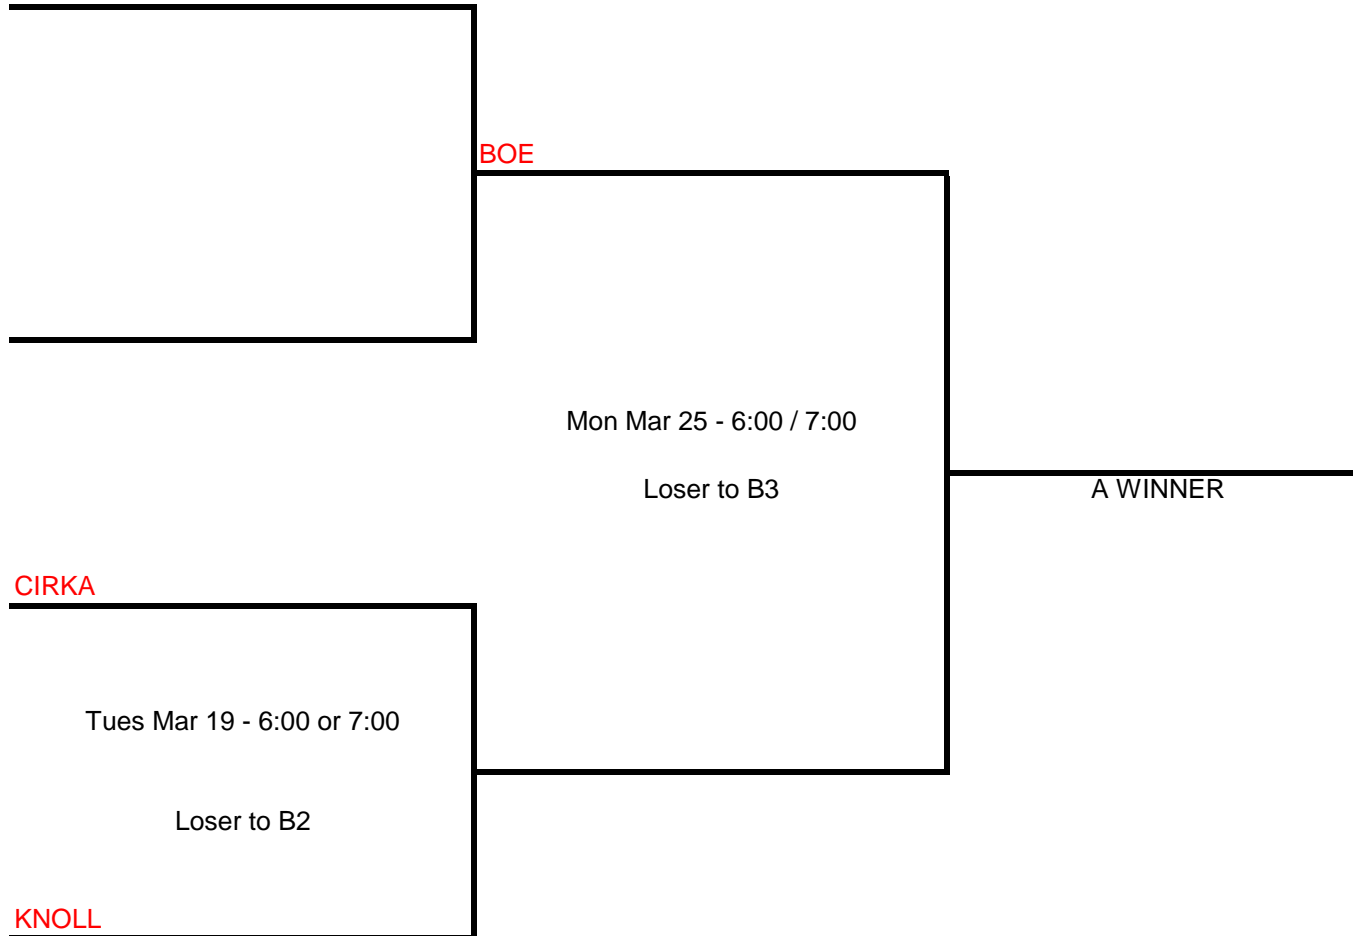 BOE
Mon Mar 25 - 6:00 / 7:00
Loser to B3
A WINNER
CIRKA
Tues Mar 19 - 6:00 or 7:00
Loser to B2
KNOLL